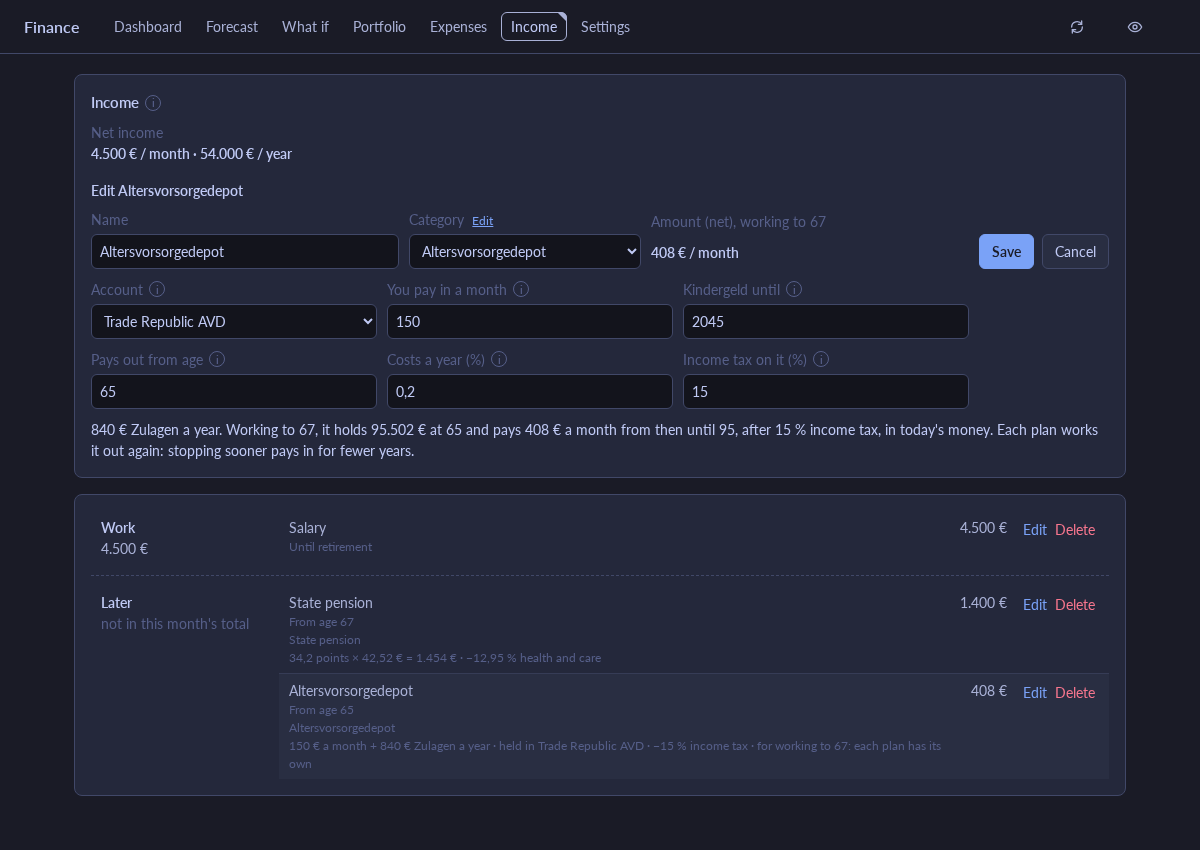 Finance Dashboard Forecast What if Portfolio Expenses Income Settings
Income
Net income
4.500 € / month · 54.000 € / year
Edit Altersvorsorgedepot
Name Category Edit Amount (net), working to 67
Altersvorsorgedepot Altersvorsorgedepot 408 € / month Save Cancel
Account You pay in a month Kindergeld until
Trade Republic AVD 150 2045
Pays out from age Costs a year (%) Income tax on it (%)
65 0,2 15
840 € Zulagen a year. Working to 67, it holds 95.502 € at 65 and pays 408 € a month from then until 95, after 15 % income tax, in today's money. Each plan works
it out again: stopping sooner pays in for fewer years.
Work Salary 4.500 € Edit Delete
4.500 € Until retirement
Later State pension 1.400 € Edit Delete
not in this month's total From age 67
State pension
34,2 points × 42,52 € = 1.454 € · −12,95 % health and care
Altersvorsorgedepot 408 € Edit Delete
From age 65
Altersvorsorgedepot
150 € a month + 840 € Zulagen a year · held in Trade Republic AVD · −15 % income tax · for working to 67: each plan has its
own